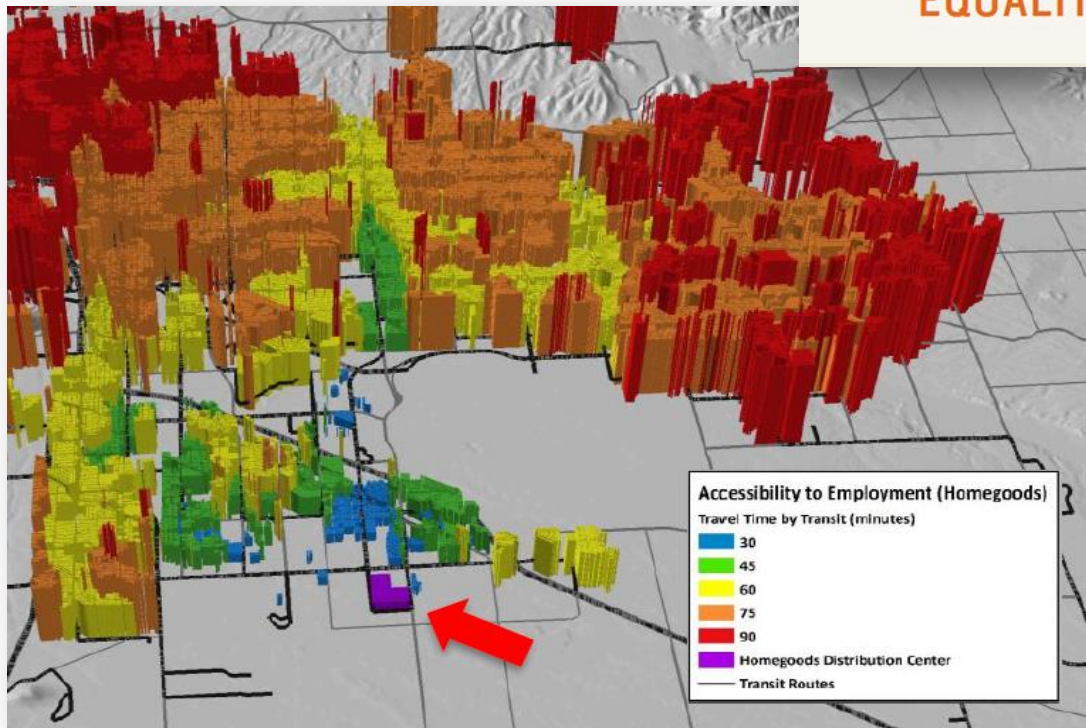 EQUALIT
Accessibility to Employment (Homegoods)
Travel Time by Transit (minutes)
30
45
60
75
90
Homegoods Distribution Center
Transit Routes